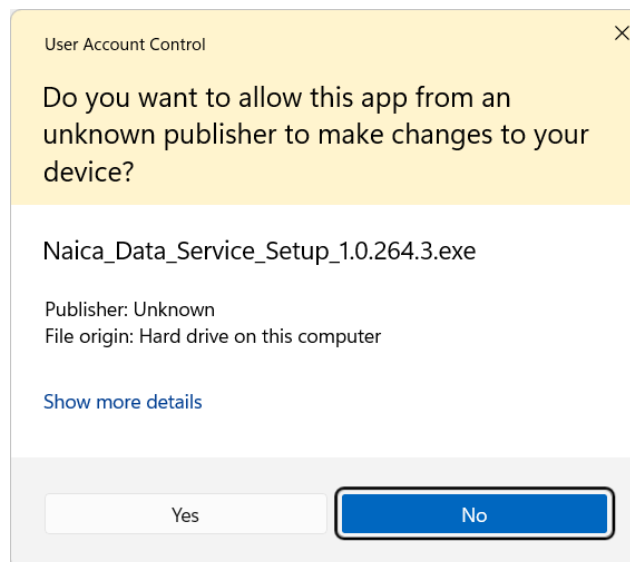 User Account Control
Do you want to allow this app from an
unknown publisher to make changes to your
device?
Naica_Data_Service_Setup_1.0.264.3.exe
Publisher: Unknown
File origin: Hard drive on this computer
Show more details
Yes
No